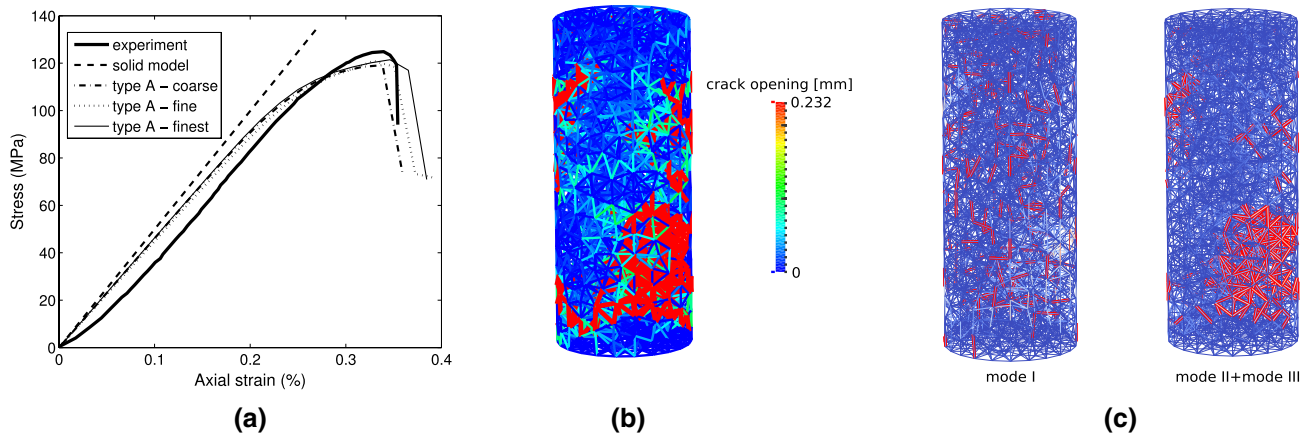 140
120
100
80
60
40
20
0
Stress (MPa)
experiment
solid model
type A − coarse
type A − fine
type A − finest
0
0.1
0.2
0.3
0.4
Axial strain (%)
(a)
crack opening [mm]
0.232
0
(b)
mode I
mode II+mode III
(c)